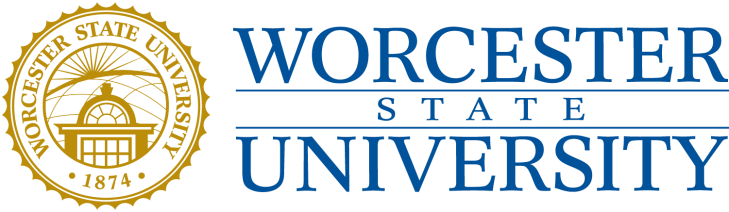 WORCESTER STATE UNIVERSITY
• 1874 •
WORCESTER
STATE
UNIVERSITY